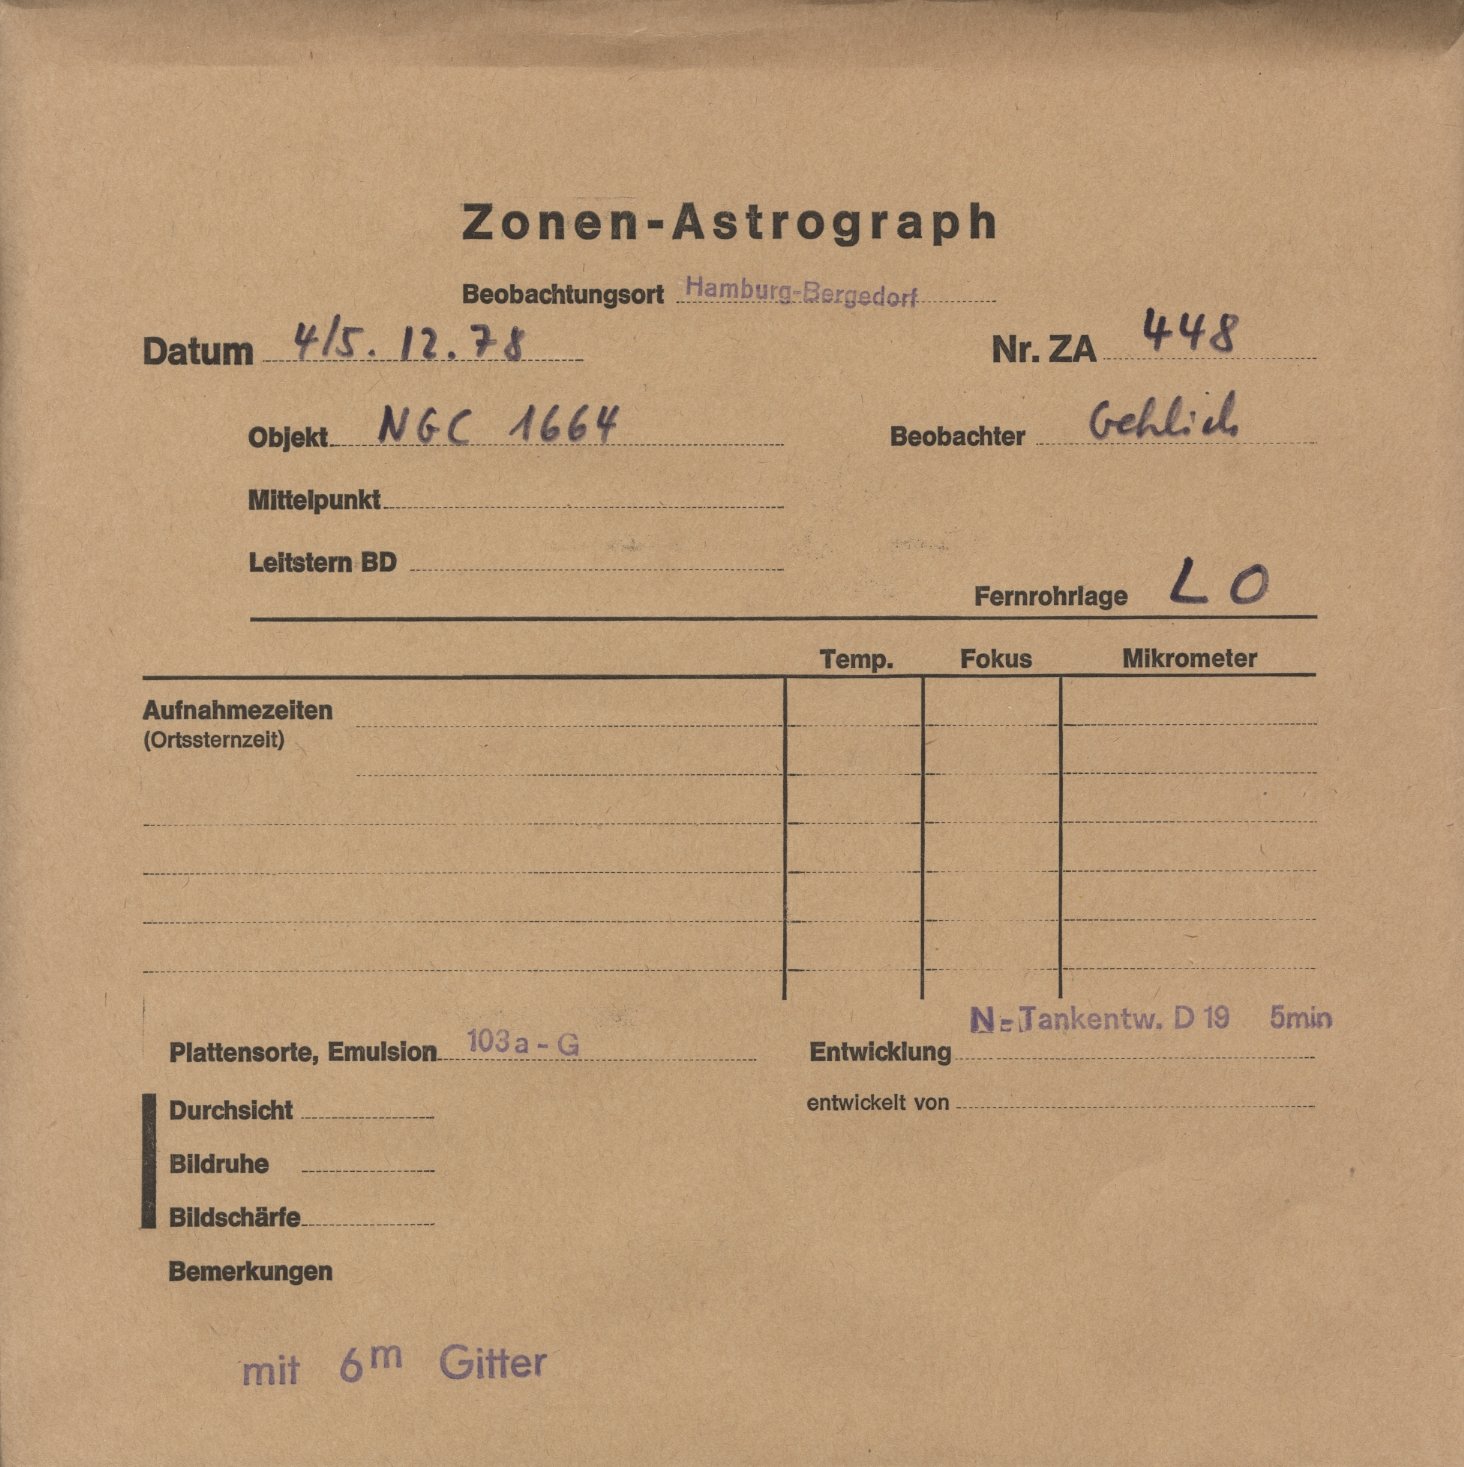 Zonen-Astrograph
Beobachtungsort Hamburg-Bergedorf
Datum 4/5. 12. 78 Nr. ZA 448
Objekt NGC 1664 Beobachter Gehlich
Mittelpunkt
Leitstern BD
Fernrohrlage L O
Temp. Fokus Mikrometer
Aufnahmezeiten
(Ortssternzeit)
N-Tankentw. D 19 5min
Plattensorte, Emulsion 103a-G Entwicklung
Durchsicht entwickelt von
Bildruhe
Bildschärfe
Bemerkungen
mit 6m Gitter